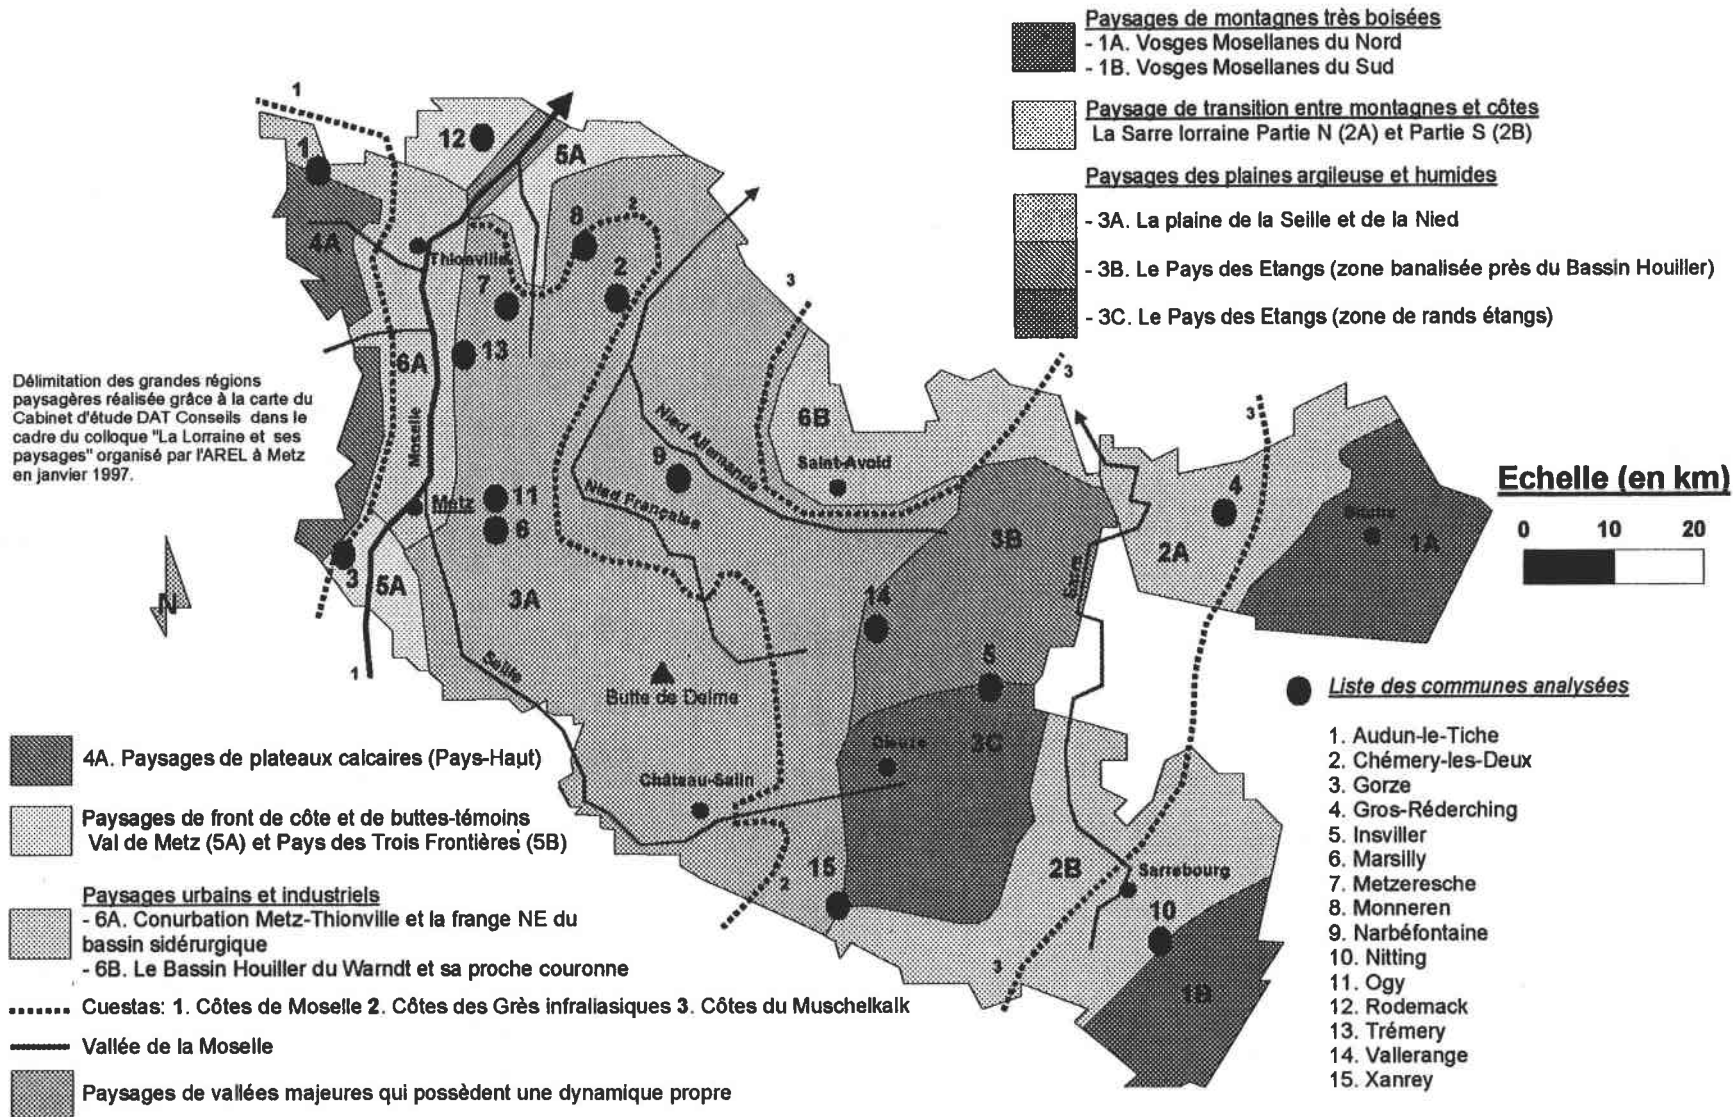 Paysages de montagnes très boisées
- 1A. Vosges Mosellanes du Nord
- 1B. Vosges Mosellanes du Sud
Paysage de transition entre montagnes et côtes
La Sarre lorraine Partie N (2A) et Partie S (2B)
Paysages des plaines argileuse et humides
- 3A. La plaine de la Seille et de la Nied
- 3B. Le Pays des Etangs (zone banalisée près du Bassin Houiller)
- 3C. Le Pays des Etangs (zone de rands étangs)
1
12
1
5A
8
2
4A
Thionville
7
2
3
13
6A
3
Délimitation des grandes régions
paysagères réalisée grâce à la carte du
Cabinet d'étude DAT Conseils dans le
cadre du colloque "La Lorraine et ses
paysages" organisé par l'AREL à Metz
en janvier 1997.
Moselle
Nied Allemande
6B
3
9
Saint-Avold
4
Echelle (en km)
0 10 20
Metz
11
Nied Française
6
3B
2A
1A
N
3
5A
3A
14
Sarre
1
Seille
5
Butte de Delme
Liste des communes analysées
1. Audun-le-Tiche
2. Chémery-les-Deux
3. Gorze
4. Gros-Réderching
5. Insviller
6. Marsilly
7. Metzeresche
8. Monneren
9. Narbéfontaine
10. Nitting
11. Ogy
12. Rodemack
13. Trémery
14. Vallerange
15. Xanrey
Dieuze
3C
Château-Salin
15
2
2B
Sarrebourg
10
3
1B
4A. Paysages de plateaux calcaires (Pays-Haut)
Paysages de front de côte et de buttes-témoins
Val de Metz (5A) et Pays des Trois Frontières (5B)
Paysages urbains et industriels
- 6A. Conurbation Metz-Thionville et la frange NE du
bassin sidérurgique
- 6B. Le Bassin Houiller du Warndt et sa proche couronne
Cuestas: 1. Côtes de Moselle 2. Côtes des Grès infraliasiques 3. Côtes du Muschelkalk
Vallée de la Moselle
Paysages de vallées majeures qui possèdent une dynamique propre